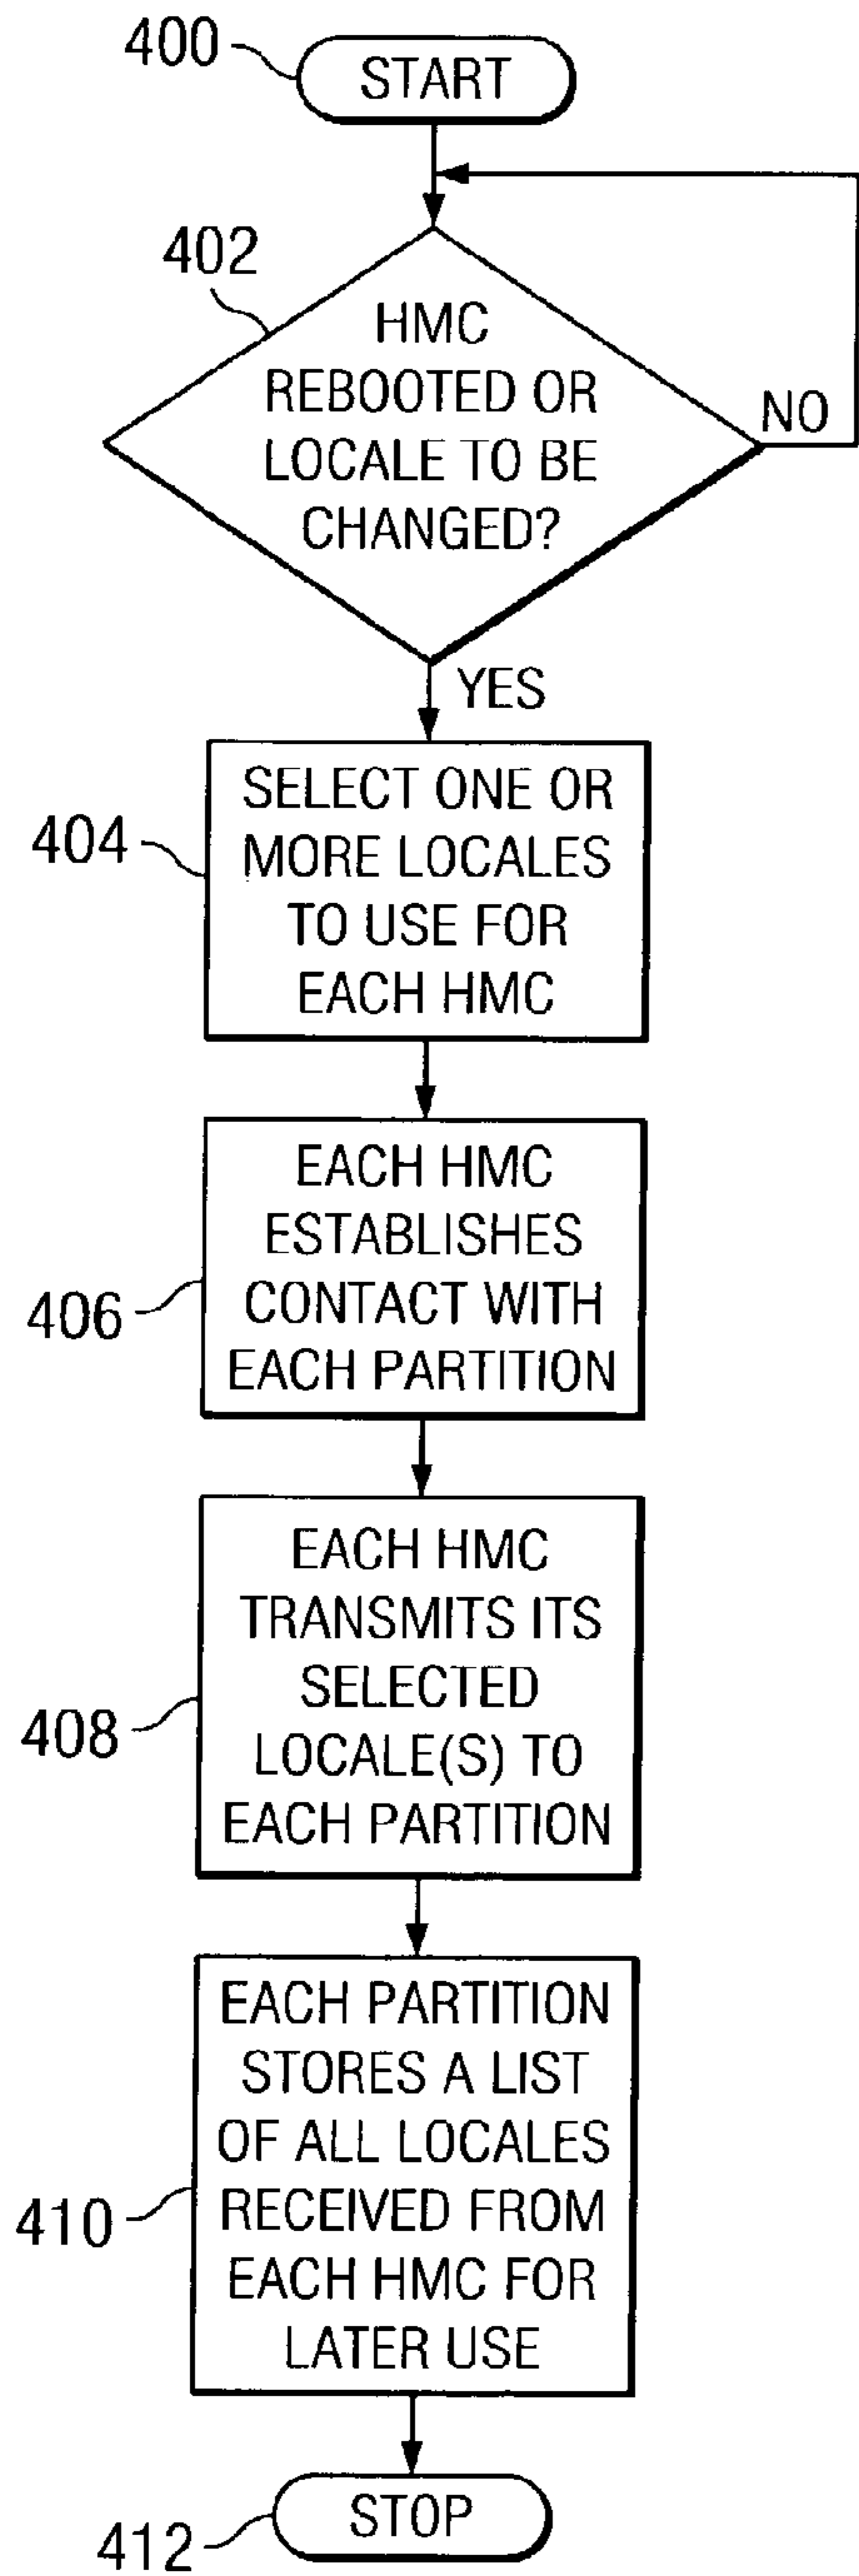 400
START
402
HMC
REBOOTED OR
LOCALE TO BE
CHANGED?
NO
YES
404
SELECT ONE OR
MORE LOCALES
TO USE FOR
EACH HMC
406
EACH HMC
ESTABLISHES
CONTACT WITH
EACH PARTITION
408
EACH HMC
TRANSMITS ITS
SELECTED
LOCALE(S) TO
EACH PARTITION
410
EACH PARTITION
STORES A LIST
OF ALL LOCALES
RECEIVED FROM
EACH HMC FOR
LATER USE
412
STOP